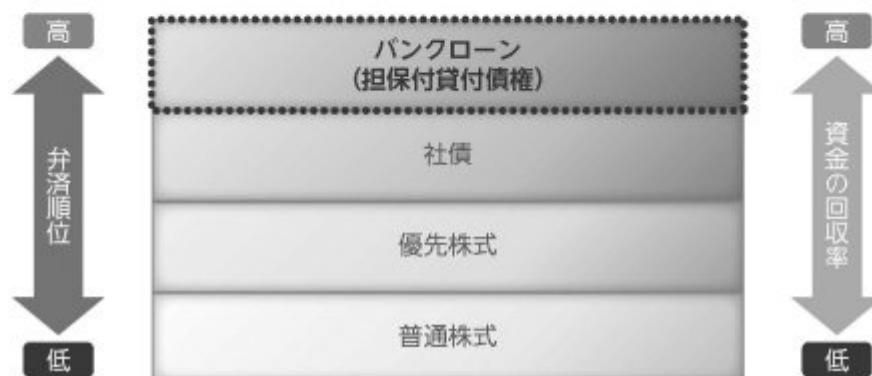 高
弁済順位
低
バンクローン
(担保付貸付債権)
社債
優先株式
普通株式
高
資金の回収率
低